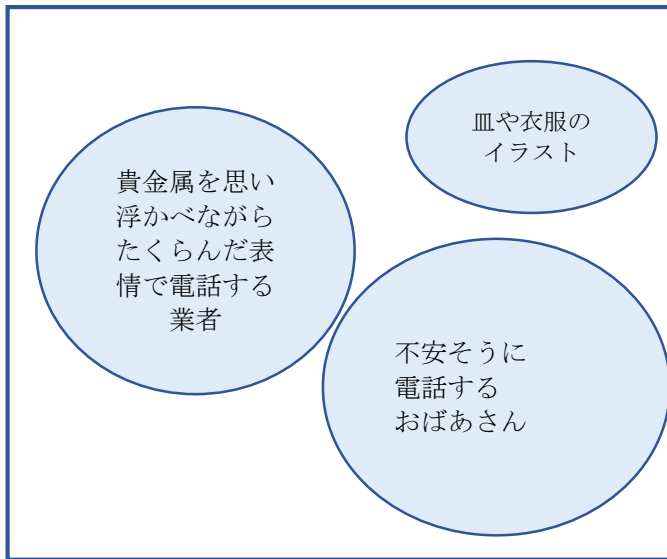 皿や衣服の
イラスト
貴金属を思い
浮かべながら
たくらんだ表
情で電話する
業者
不安そうに
電話する
おばあさん